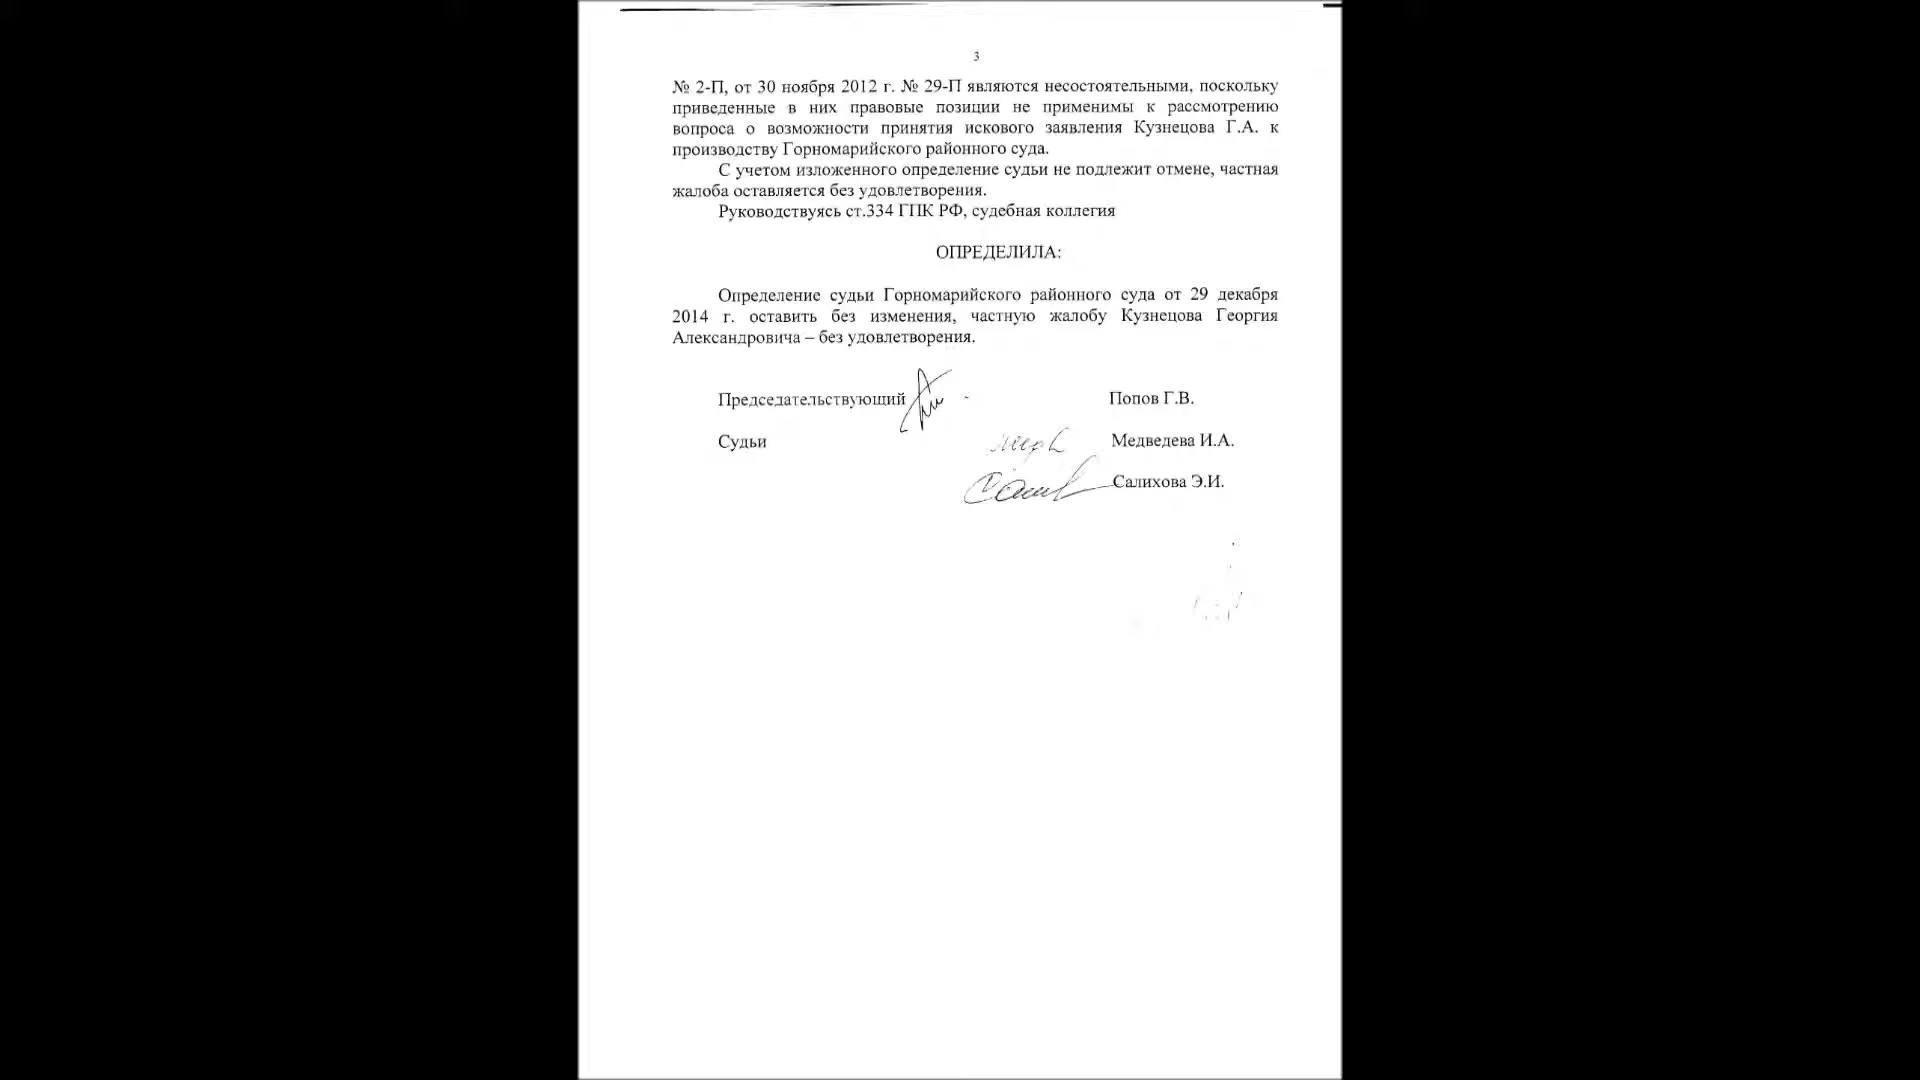 3
№ 2-П, от 30 ноября 2012 г. № 29-П являются несостоятельными, поскольку
приведенные в них правовые позиции не применимы к рассмотрению
вопроса о возможности принятия искового заявления Кузнецова Г.А. к
производству Горномарийского районного суда.
С учетом изложенного определение судьи не подлежит отмене, частная
жалоба оставляется без удовлетворения.
Руководствуясь ст.334 ГПК РФ, судебная коллегия
ОПРЕДЕЛИЛА:
Определение судьи Горномарийского районного суда от 29 декабря
2014 г. оставить без изменения, частную жалобу Кузнецова Георгия
Александровича – без удовлетворения.
Председательствующий Попов Г.В.
Судьи Медведева И.А.
Салихова Э.И.